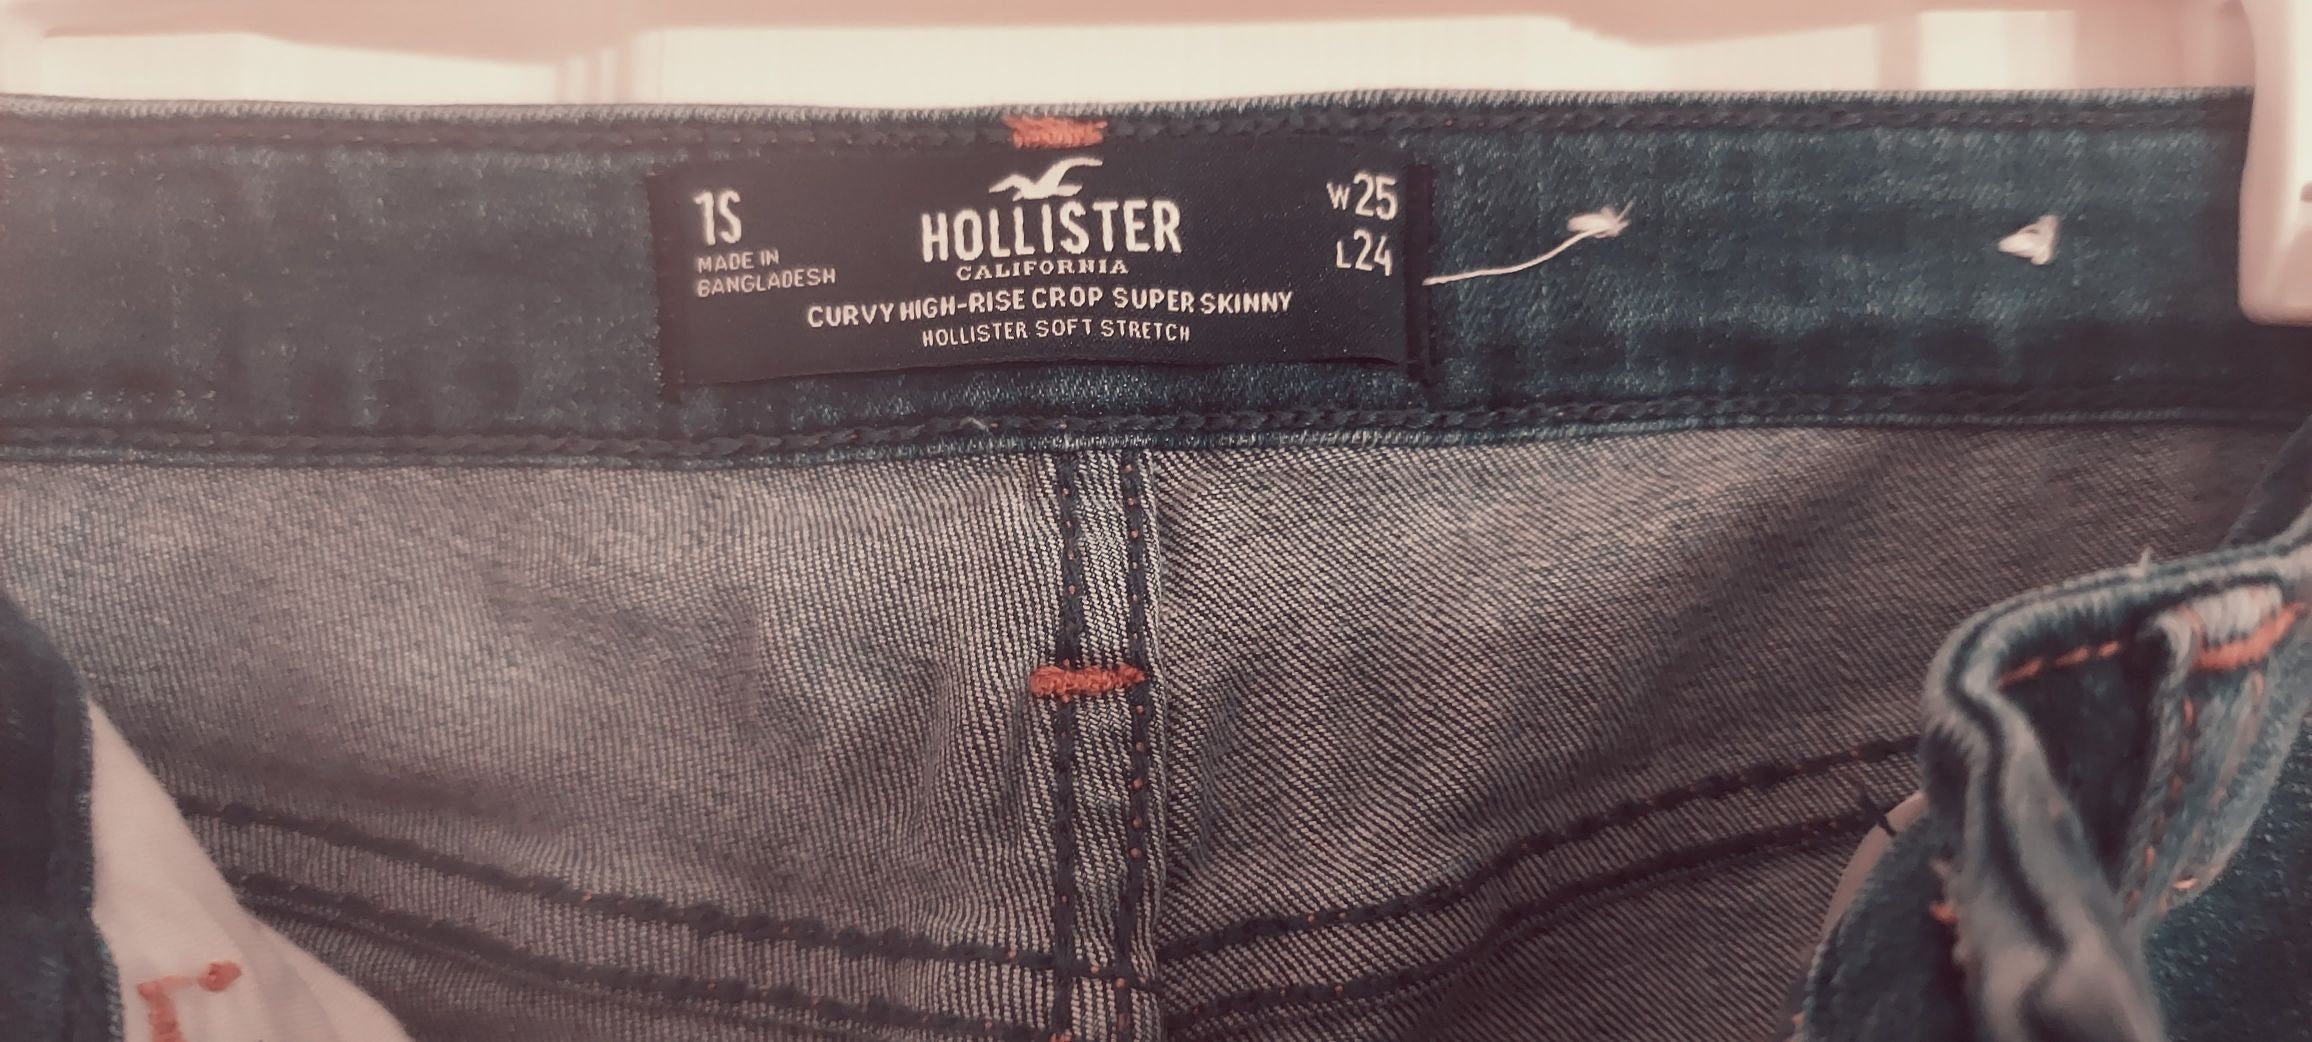 1S
MADE IN
BANGLADESH
HOLLISTER
CALIFORNIA
CURVY HIGH-RISE CROP SUPER SKINNY
HOLLISTER SOFT STRETCH
W25
L24